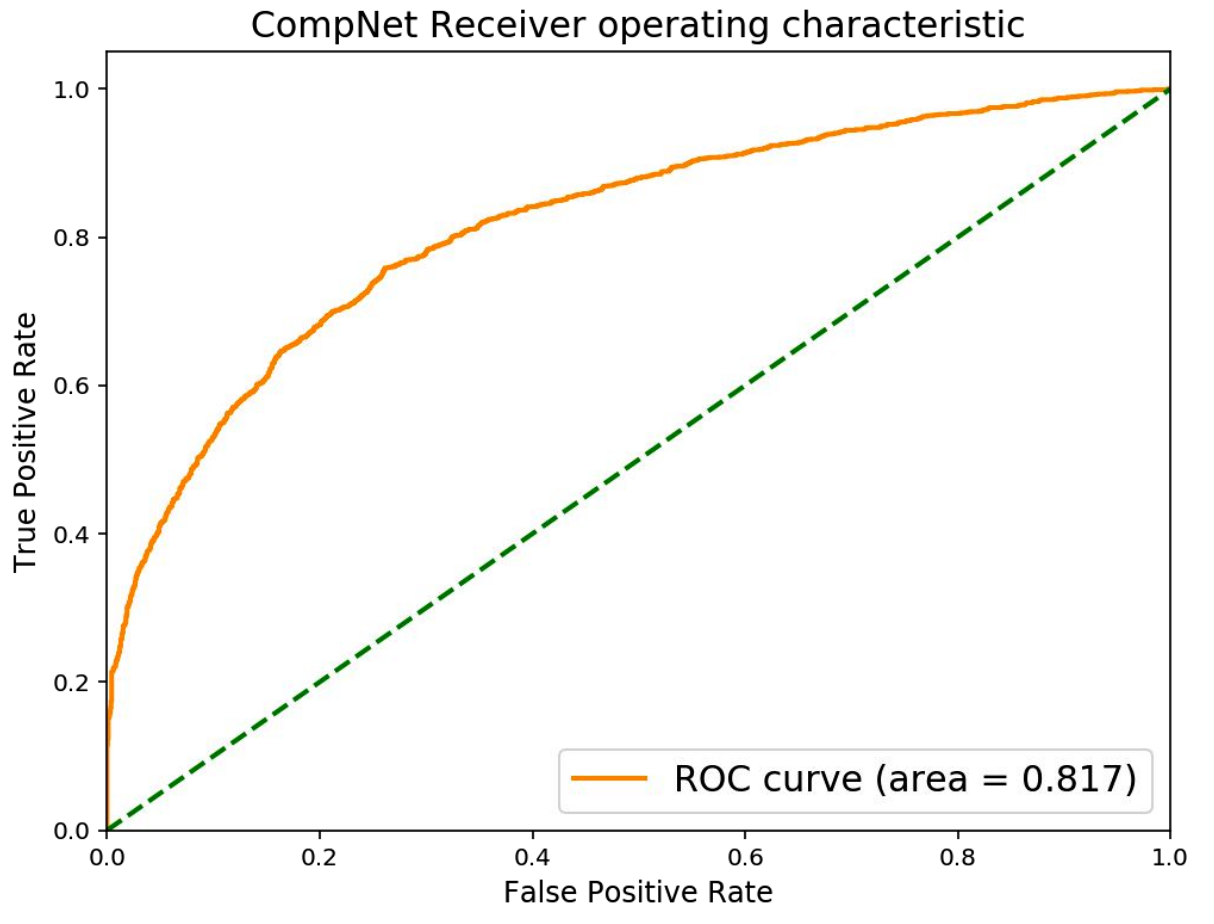 CompNet Receiver operating characteristic
True Positive Rate
1.0
0.8
0.6
0.4
0.2
0.0
ROC curve (area = 0.817)
0.0 0.2 0.4 0.6 0.8 1.0
False Positive Rate